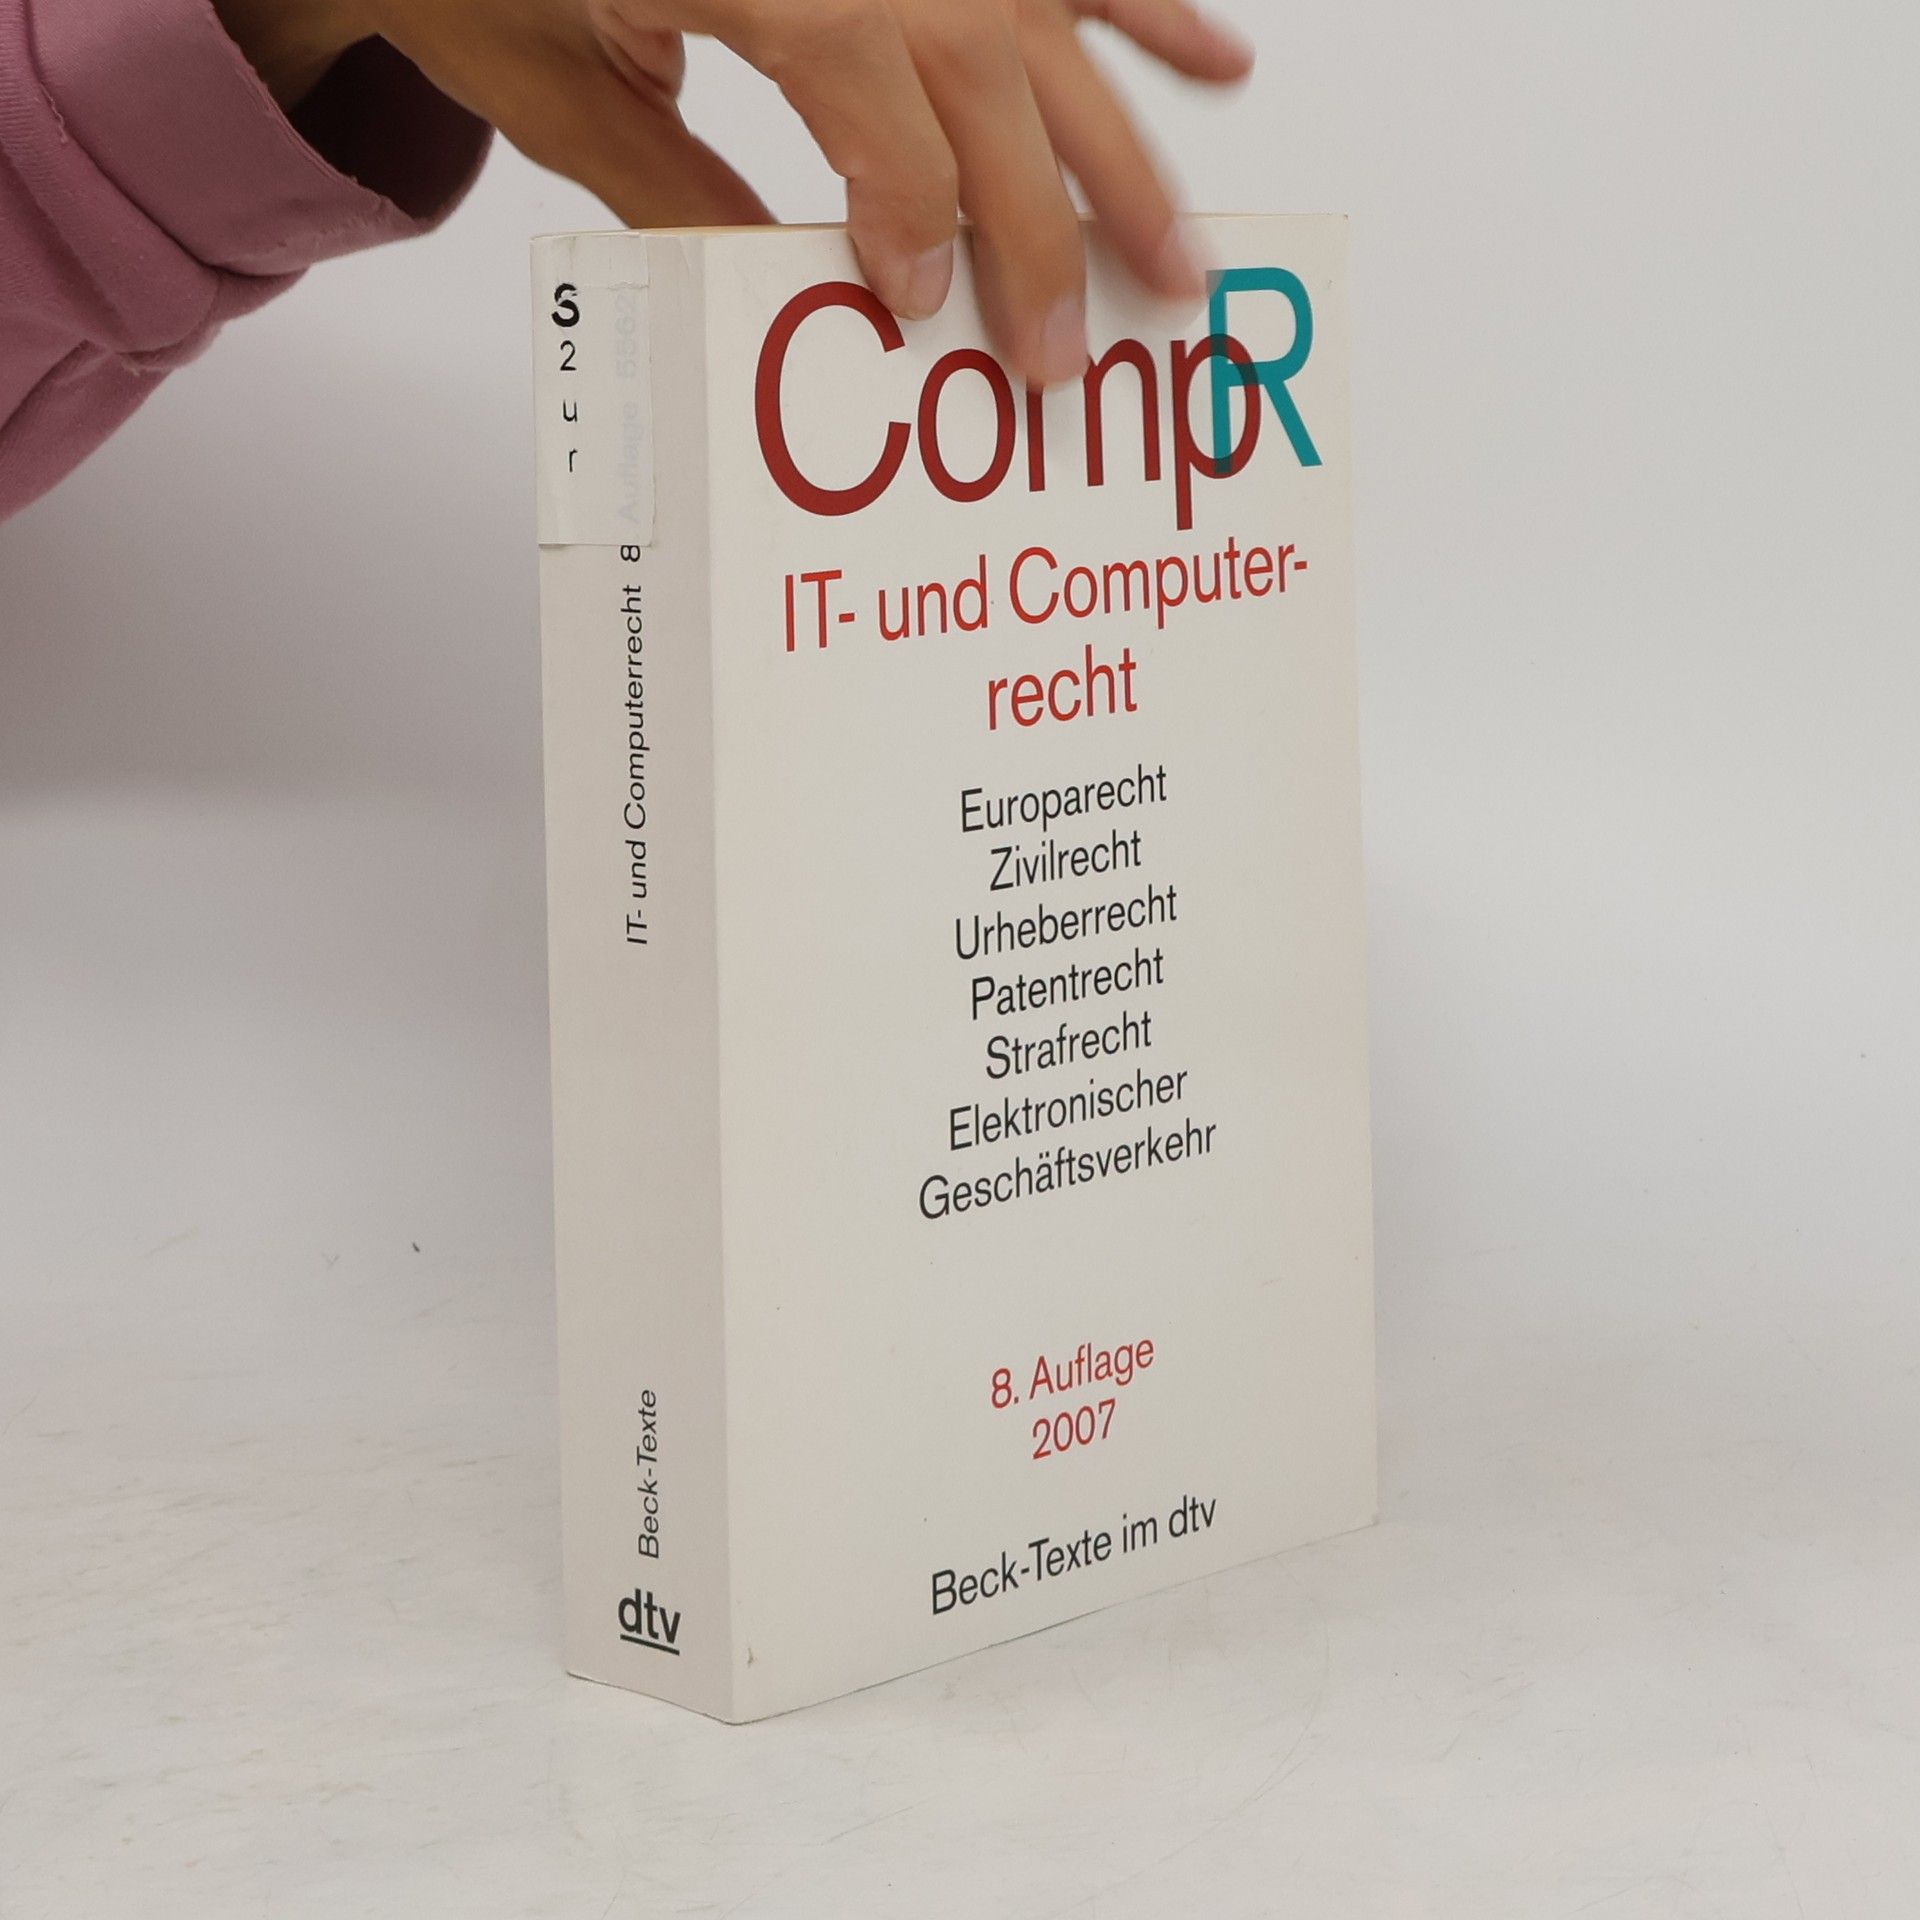 S
2
u
r
IT- und Computerrecht 8 Auflage 5562
Beck-Texte
dtv
CompR
IT- und Computer-
recht
Europarecht
Zivilrecht
Urheberrecht
Patentrecht
Strafrecht
Elektronischer
Geschäftsverkehr
8. Auflage
2007
Beck-Texte im dtv